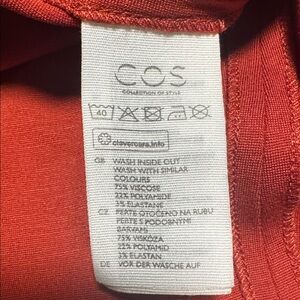 COS
COLLECTION OF STYLE
40
clevercare.info
GB WASH INSIDE OUT
WASH WITH SIMILAR
COLOURS
75% VISCOSE
22% POLYAMIDE
3% ELASTANE
CZ PERTE OTOČENO NA RUBU
PERTE S PODOBNÝMI
BARVAMI
75% VISKÓZA
22% POLYAMID
3% ELASTAN
DE VOR DER WÄSCHE AUF